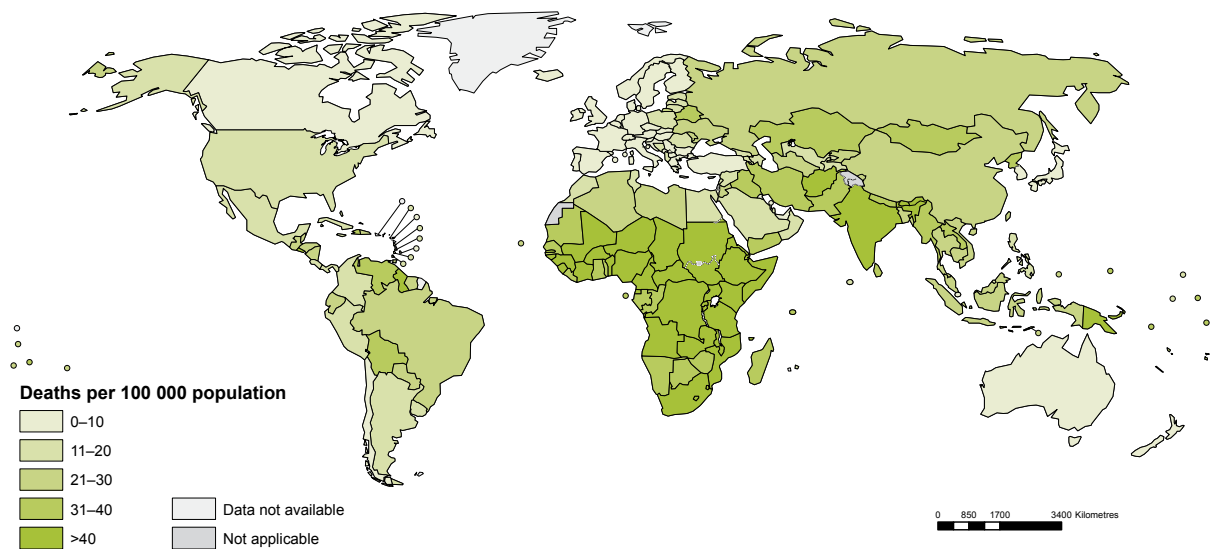 Deaths per 100 000 population
0–10
11–20
21–30
31–40
>40
Data not available
Not applicable
0 850 1700 3400 Kilometres